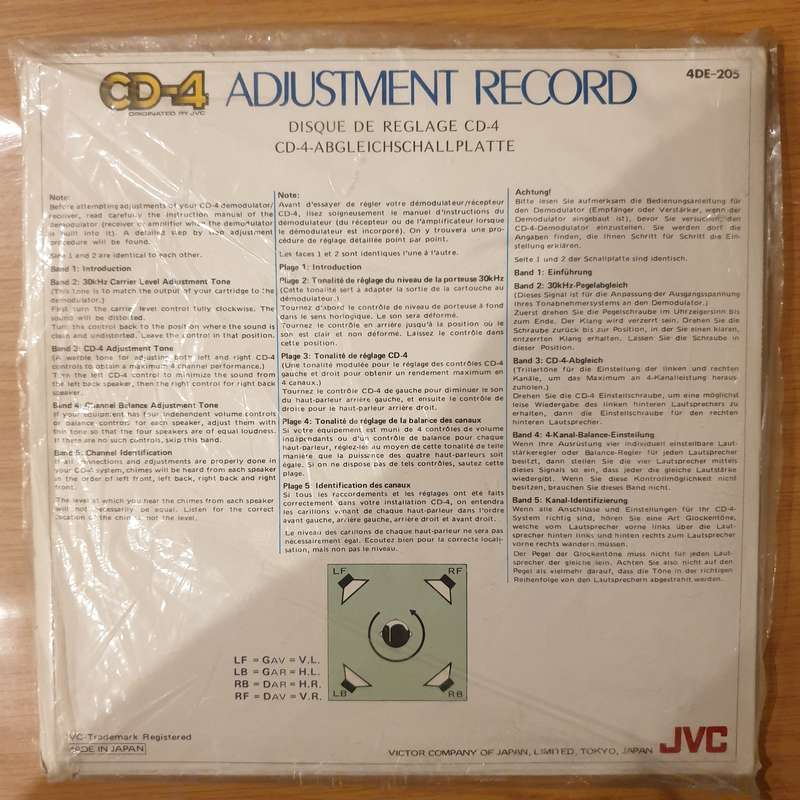 CD-4 ADJUSTMENT RECORD
ORIGINATED BY JVC
4DE-205
DISQUE DE REGLAGE CD-4
CD-4-ABGLEICHSCHALLPLATTE
Note:
Before attempting adjustments of your CD-4 demodulator/
receiver, read carefully the instruction manual of the
demodulator (receiver or amplifier when the demodulator
is built into it). A detailed step by step adjustment
procedure will be found.
Side 1 and 2 are identical to each other.
Band 1: Introduction
Band 2: 30kHz Carrier Level Adjustment Tone
(This tone is to match the output of your cartridge to the
demodulator.)
First turn the carrier level control fully clockwise. The
sound will be distorted.
Turn the control back to the position where the sound is
clean and undistorted. Leave the control in that position.
Band 3: CD-4 Adjustment Tone
(A warble tone for adjusting both left and right CD-4
controls to obtain a maximum 4 channel performance.)
Turn the left CD-4 control to minimize the sound from
the left back speaker, then the right control for right back
speaker.
Band 4: Channel Balance Adjustment Tone
If your equipment has four independent volume controls
or balance controls for each speaker, adjust them with
this tone so that the four speakers are of equal loudness.
If there are no such controls, skip this band.
Band 5: Channel Identification
If all connections and adjustments are properly done in
your CD-4 system, chimes will be heard from each speaker
in the order of left front, left back, right back and right
front.
The level at which you hear the chimes from each speaker
will not necessarily be equal. Listen for the correct
location of the chimes not the level.
Note:
Avant d'essayer de régler votre démodulateur/récepteur
CD-4, lisez soigneusement le manuel d'instructions du
démodulateur (du récepteur ou de l'amplificateur lorsque
le démodulateur est incorporé). On y trouvera une pro-
cédure de réglage détaillée point par point.
Les faces 1 et 2 sont identiques l'une à l'autre.
Plage 1: Introduction
Plage 2: Tonalité de réglage du niveau de la porteuse 30kHz
(Cette tonalité sert à adapter la sortie de la cartouche au
démodulateur.)
Tournez d'abord le contrôle de niveau de porteuse à fond
dans le sens horlogique. Le son sera déformé.
Tournez le contrôle en arrière jusqu'à la position où le
son est clair et non déformé. Laissez le contrôle dans
cette position.
Plage 3: Tonalité de réglage CD-4
(Une tonalité modulée pour le réglage des contrôles CD-4
gauche et droit pour obtenir un rendement maximum en
4 canaux.)
Tournez le contrôle CD-4 de gauche pour diminuer le son
du haut-parleur arrière gauche, et ensuite le contrôle de
droite pour le haut-parleur arrière droit.
Plage 4: Tonalité de réglage de la balance des canaux
Si votre équipement est muni de 4 contrôles de volume
indépendants ou d'un contrôle de balance pour chaque
haut-parleur, réglez-les au moyen de cette tonalité de telle
manière que la puissance des quatre haut-parleurs soit
égale. Si on ne dispose pas de tels contrôles, sautez cette
plage.
Plage 5 Identification des canaux
Si tous les raccordements et les réglages ont été faits
correctement dans votre installation CD-4, on entendra
les carillons venant de chaque haut-parleur dans l'ordre
avant gauche, arrière gauche, arrière droit et avant droit.
Le niveau des carillons de chaque haut-parleur ne sera pas
nécessairement égal. Ecoutez bien pour la correcte locali-
sation, mais non pas le niveau.
Achtung!
Bitte lesen Sie aufmerksam die Bedienungsanleitung für
den Demodulator (Empfänger oder Verstärker, wenn der
Demodulator eingebaut ist), bevor Sie versuchen, den
CD-4-Demodulator einzustellen. Sie werden dort die
Angaben finden, die Ihnen Schritt für Schritt die Ein-
stellung erklären.
Seite 1 und 2 der Schallplatte sind identisch.
Band 1: Einführung
Band 2: 30kHz-Pegelabgleich
(Dieses Signal ist für die Anpassung der Ausgangsspannung
Ihres Tonabnehmersystems an den Demodulator.)
Zuerst drehen Sie die Pegelschraube im Uhrzeigersinn bis
zum Ende. Der Klang wird verzerrt sein. Drehen Sie die
Schraube zurück bis zur Position, in der Sie einen klaren,
entzerrten Klang erhalten. Lassen Sie die Schraube in
dieser Position.
Band 3: CD-4-Abgleich
(Trillertöne für die Einstellung der linken und rechten
Kanäle, um das Maximum an 4-Kanalleistung heraus-
zuholen.)
Drehen Sie die CD-4 Einstellschraube, um eine möglichst
leise Wiedergabe des linken hinteren Lautsprechers zu
erhalten, dann die Einstellschraube für den rechten
hinteren Lautsprecher.
Band 4: 4-Kanal-Balance-Einstellung
Wenn Ihre Ausrüstung vier individuell einstellbare Laut-
stärkeregler oder Balance-Regler für jeden Lautsprecher
besitzt, dann stellen Sie die vier Lautsprecher mittels
dieses Signals so ein, dass jeder die gleiche Lautstärke
wiedergibt. Wenn Sie diese Kontrollmöglichkeit nicht
besitzen, brauchen Sie dieses Band nicht.
Band 5: Kanal-Identifizierung
Wenn alle Anschlüsse und Einstellungen für Ihr CD-4-
System richtig sind, hören Sie eine Art Glockentöne,
welche vom Lautsprecher vorne links über die Laut-
sprecher hinten links und hinten rechts zum Lautsprecher
vorne rechts wandern müssen.
Der Pegel der Glockentöne muss nicht für jeden Laut-
sprecher der gleiche sein. Achten Sie also nicht auf den
Pegel als vielmehr darauf, dass die Töne in der richtigen
Reihenfolge von den Lautsprechern abgestrahlt werden.
LF RF
LB RB
LF = GAV = V.L.
LB = GAR = H.L.
RB = DAR = H.R.
RF = DAV = V.R.
VC-Trademark Registered
MADE IN JAPAN
VICTOR COMPANY OF JAPAN, LIMITED, TOKYO, JAPAN JVC